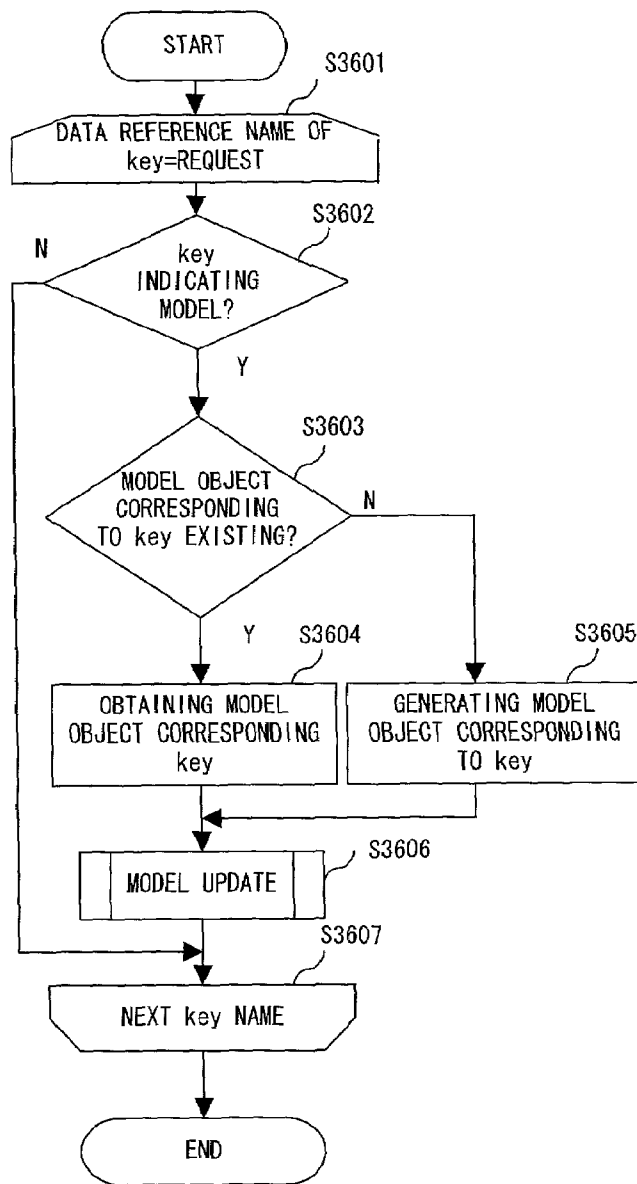 START
S3601
DATA REFERENCE NAME OF
key=REQUEST
S3602
N
key
INDICATING
MODEL?
Y
S3603
MODEL OBJECT
CORRESPONDING
TO key EXISTING?
N
Y
S3604
S3605
OBTAINING MODEL
OBJECT CORRESPONDING
key
GENERATING MODEL
OBJECT CORRESPONDING
TO key
S3606
MODEL UPDATE
S3607
NEXT key NAME
END